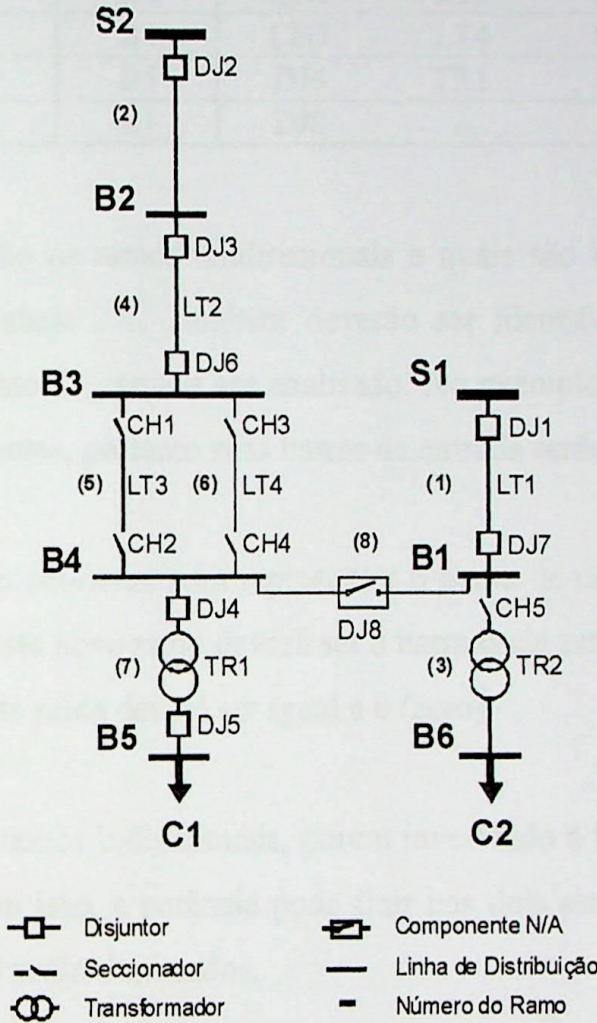 S2
DJ2
(2)
B2
DJ3
(4) LT2
DJ6
B3 S1
CH1 CH3 DJ1
(5) LT3 (6) LT4 (1) LT1
CH2 CH4 (8) DJ7
B4 B1
DJ4 DJ8 CH5
(7) TR1 (3) TR2
DJ5
B5 B6
C1 C2
Disjuntor Componente N/A
Seccionador Linha de Distribuição
Transformador Número do Ramo